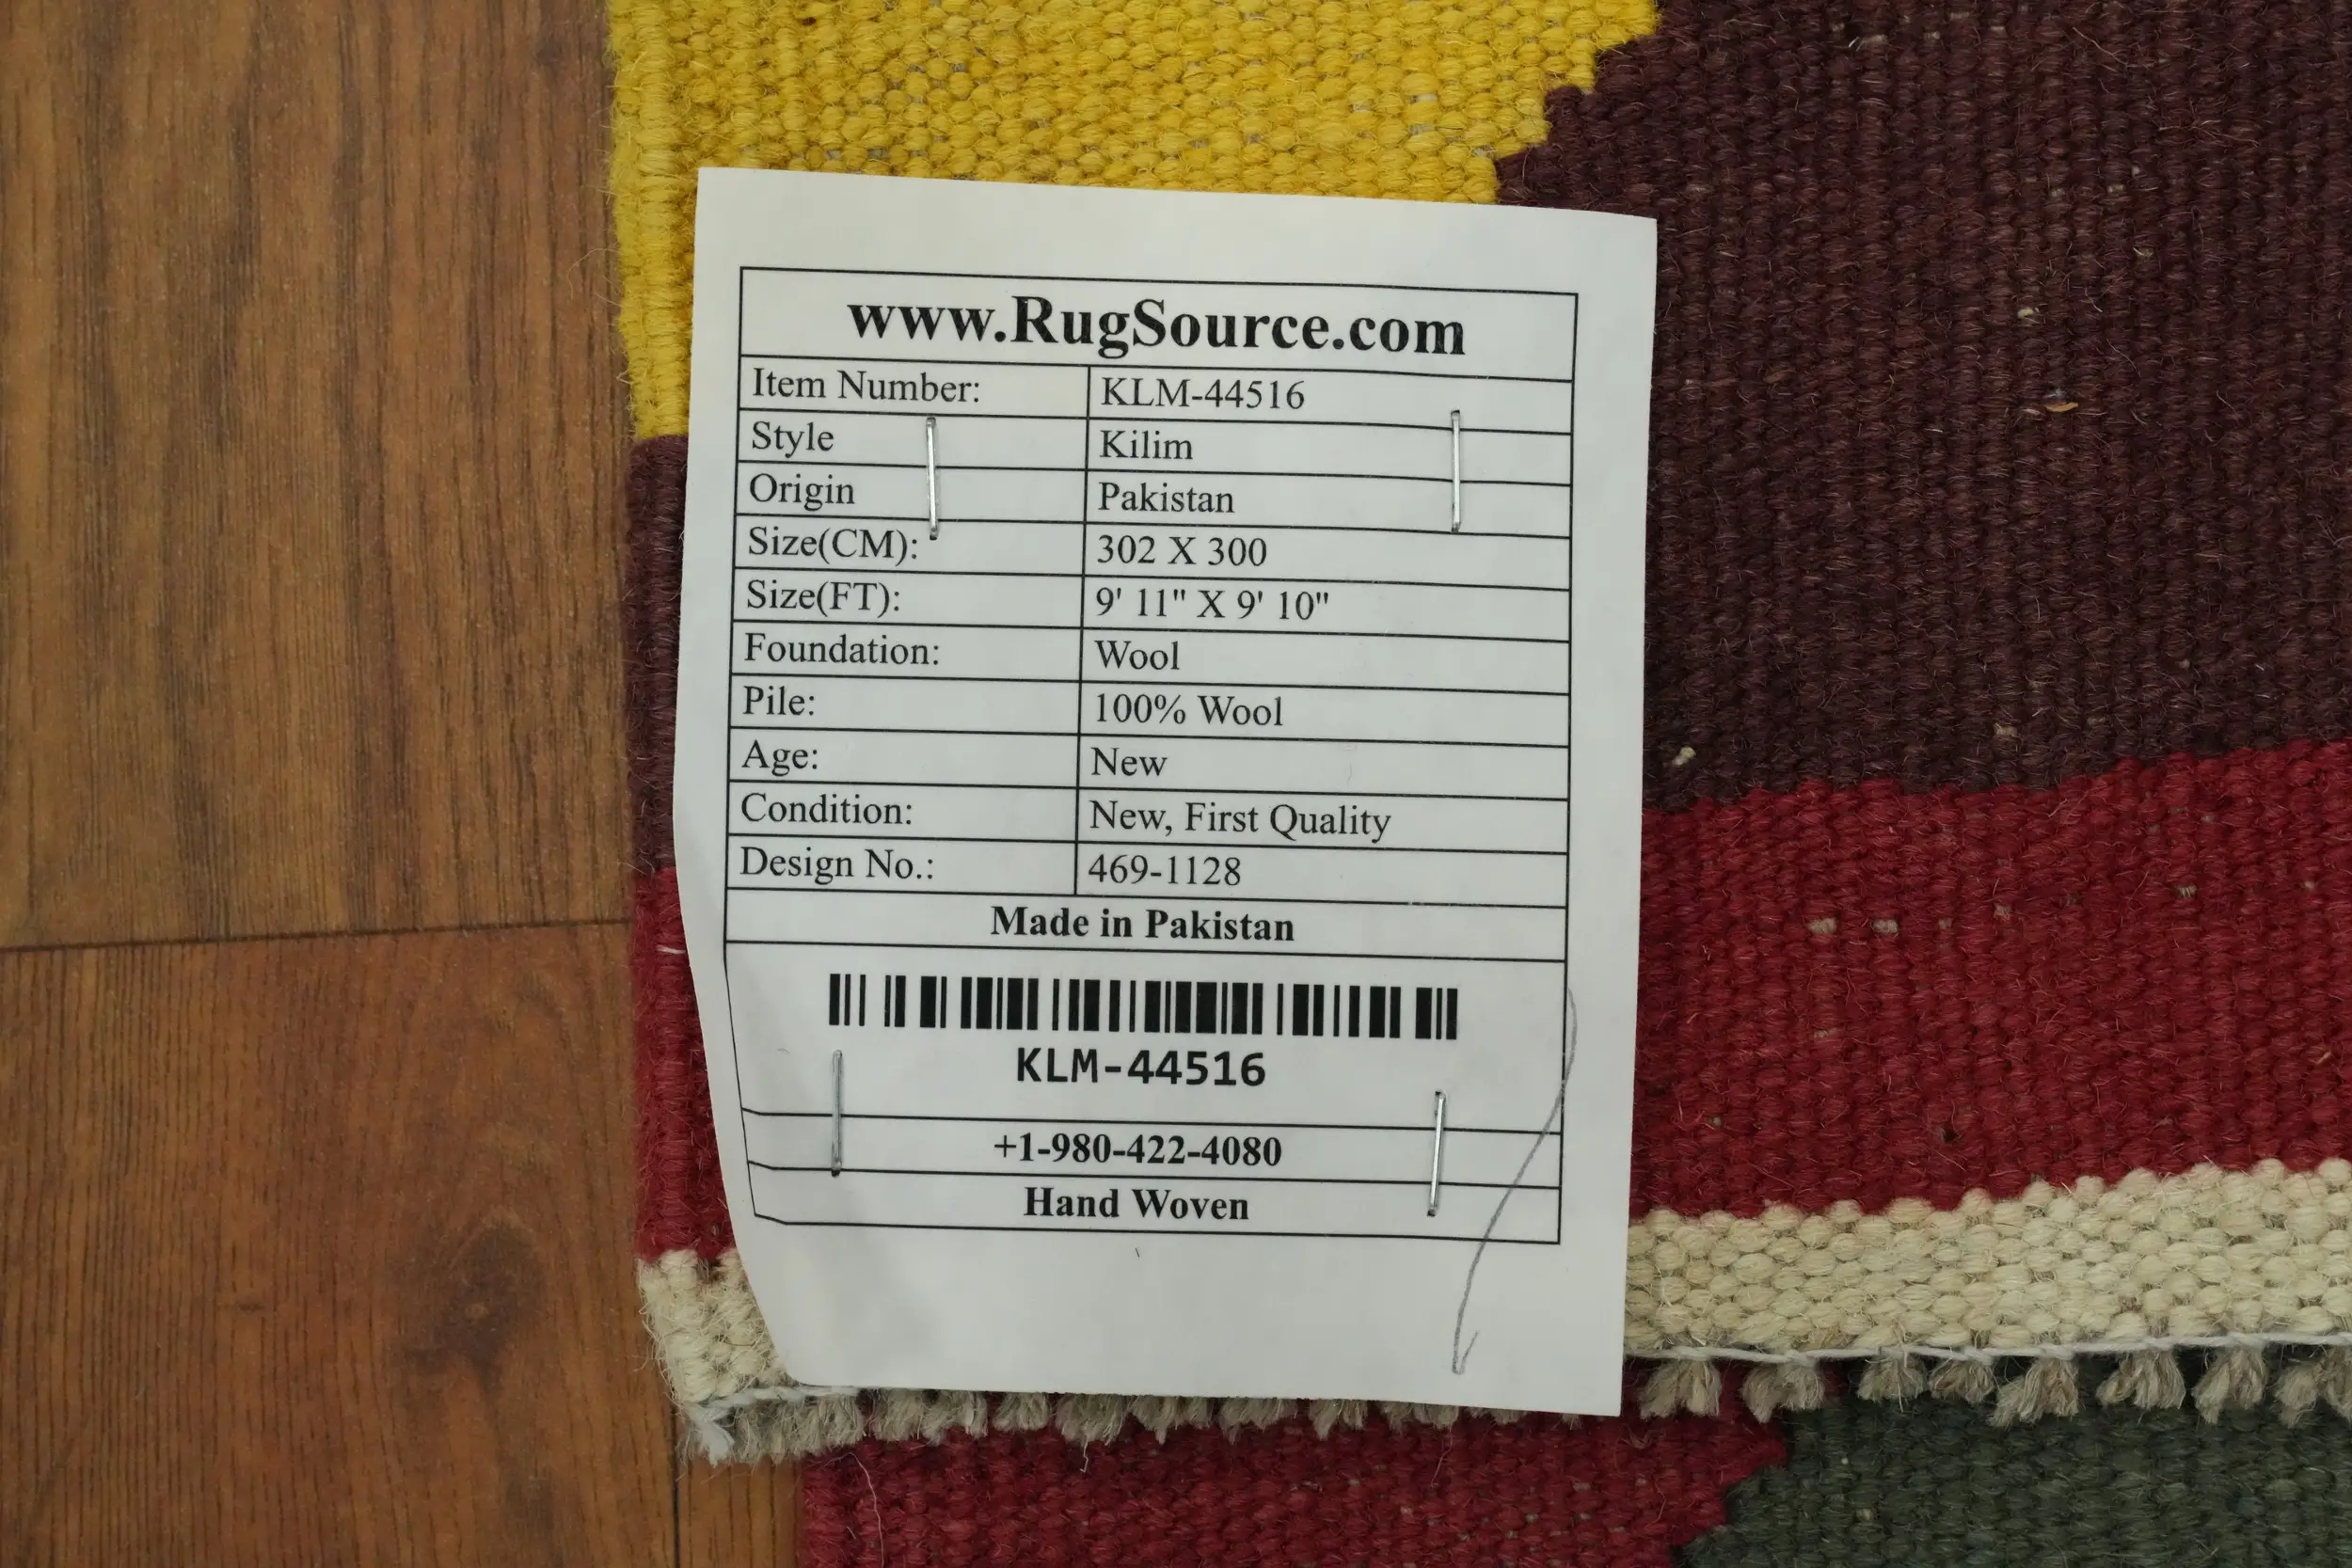 www.RugSource.com
Item Number: KLM-44516
Style Kilim
Origin Pakistan
Size(CM): 302 X 300
Size(FT): 9' 11" X 9' 10"
Foundation: Wool
Pile: 100% Wool
Age: New
Condition: New, First Quality
Design No.: 469-1128
Made in Pakistan
KLM-44516
+1-980-422-4080
Hand Woven